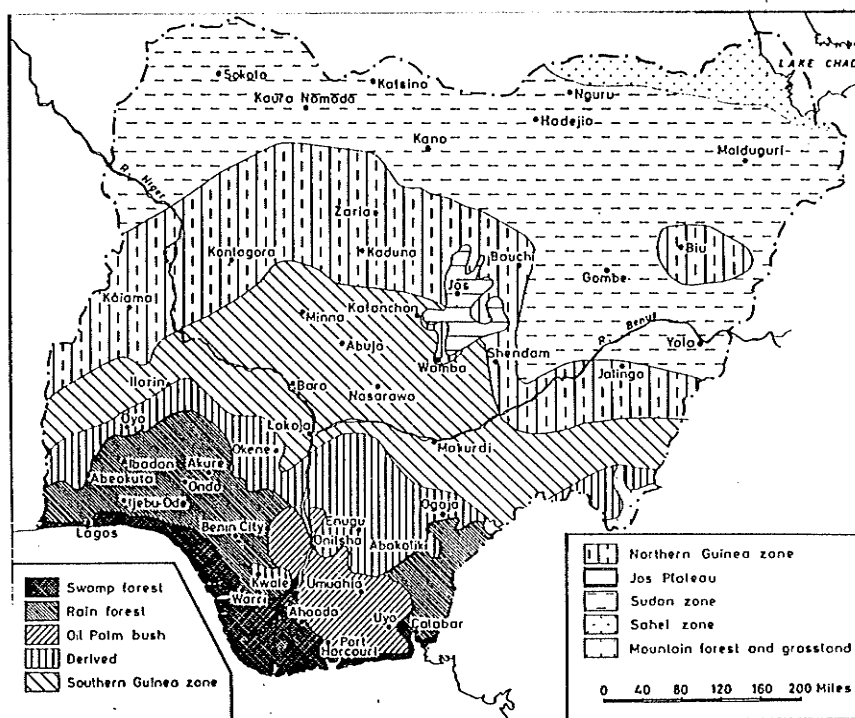 LAKE CHAD
Sokoto
Katsina
Nguru
Kaura Namoda
Hadejia
Kano
Maiduguri
R. Niger
Zaria
Kontagora
Kaduna
Bauchi
Biu
Gombe
Jos
Kaiama
Katanchan
Minna
R. Benue
Abuja
Yola
Wamba
Shendam
Jalingo
Ilorin
Baro
Nasarawa
Oyo
Lokoja
Makurdi
Okene
Ibadan
Akure
Abeokuta
Ondo
Ijebu-Ode
Ogoja
Benin City
Enugu
Lagos
Onitsha
Abakaliki
Kwale
Umuahia
Warri
Ahoada
Uyo
Calabar
Port
Harcourt
Swamp forest
Rain forest
Oil Palm bush
Derived
Southern Guinea zone
Northern Guinea zone
Jos Plateau
Sudan zone
Sahel zone
Mountain forest and grassland
0 40 80 120 160 200 Miles